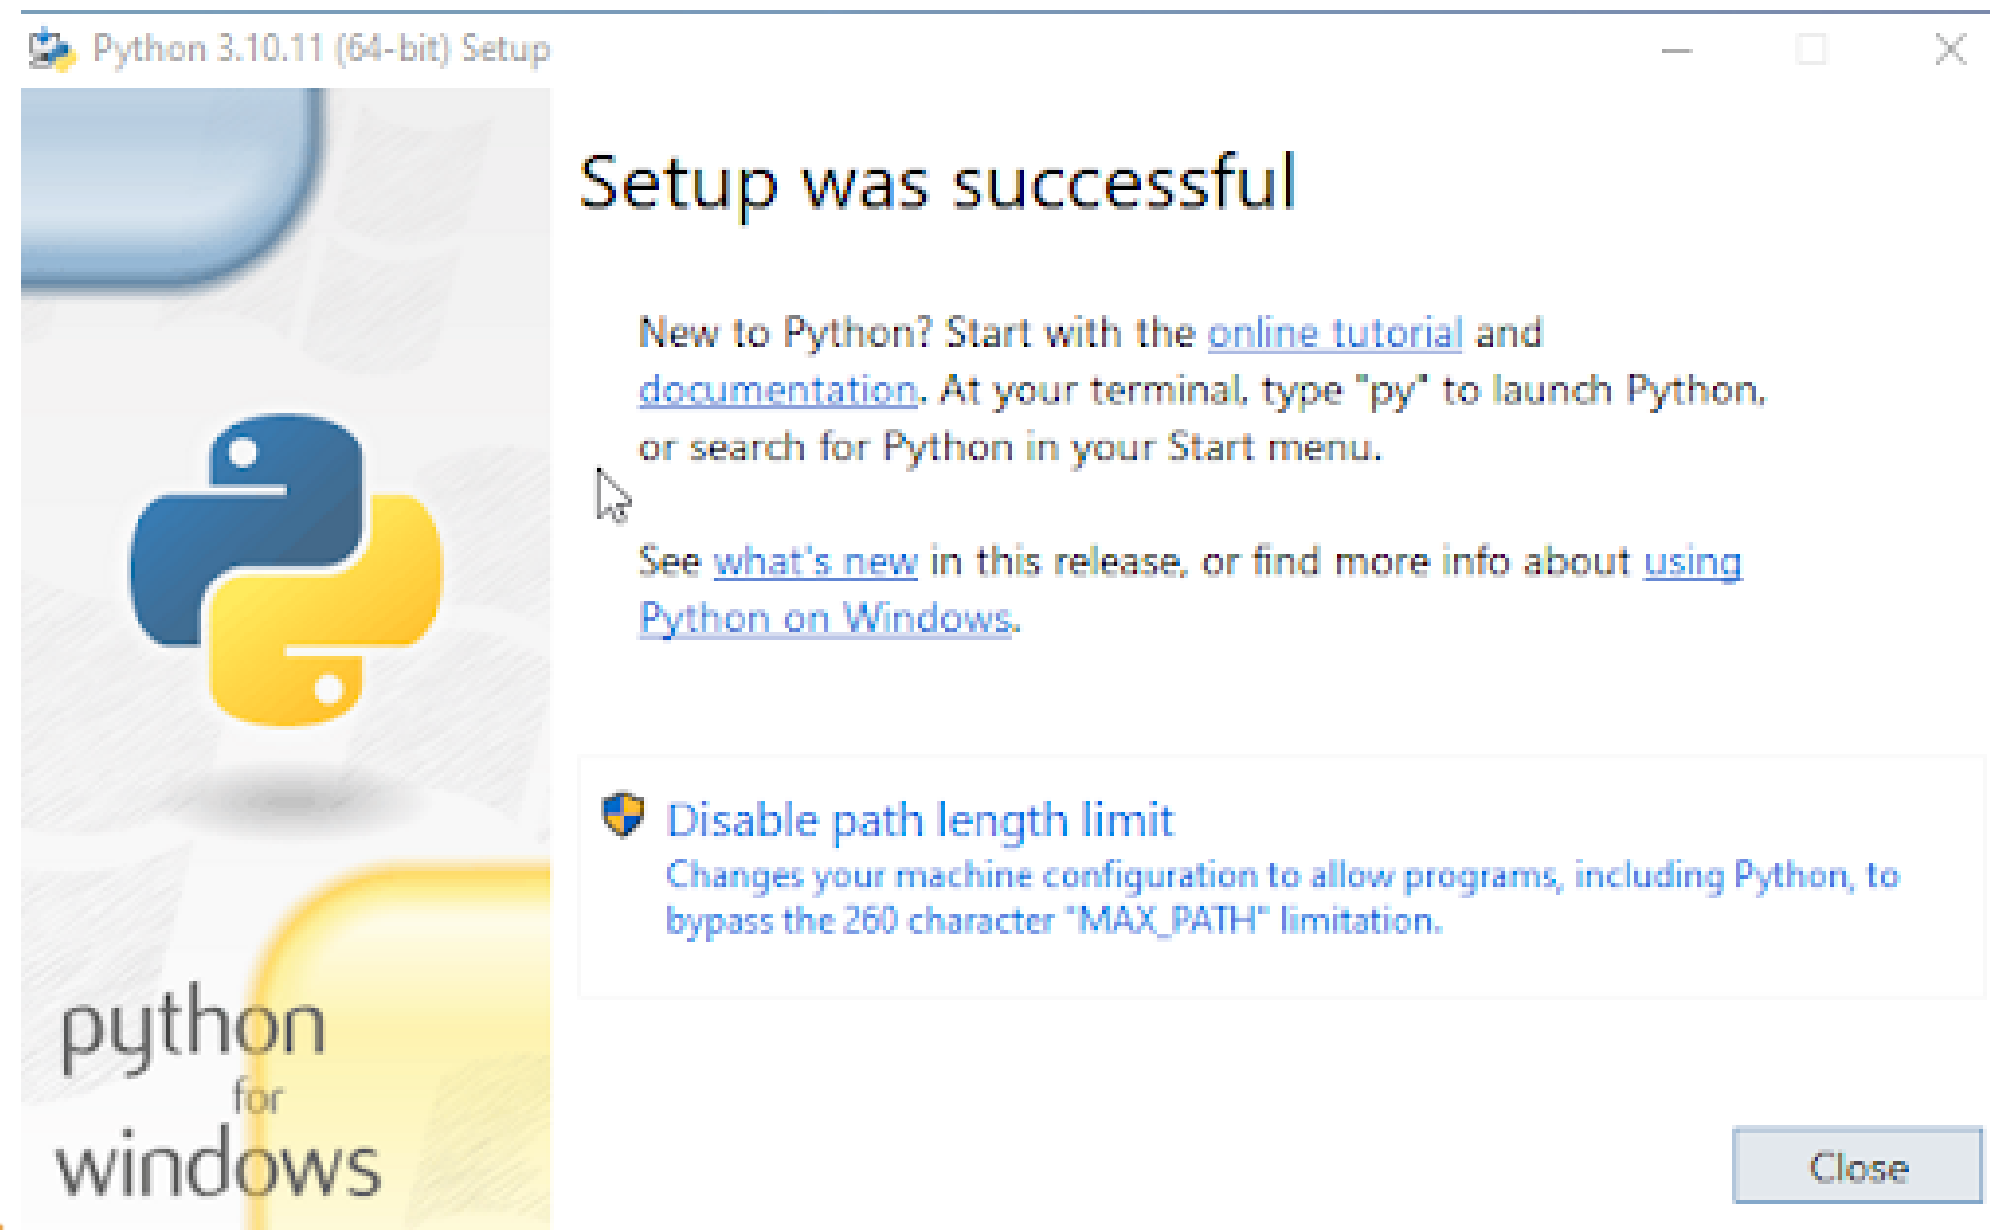 Python 3.10.11 (64-bit) Setup
Setup was successful
New to Python? Start with the online tutorial and
documentation. At your terminal, type "py" to launch Python,
or search for Python in your Start menu.
See what's new in this release, or find more info about using
Python on Windows.
Disable path length limit
Changes your machine configuration to allow programs, including Python, to
bypass the 260 character "MAX_PATH" limitation.
python
for
windows
Close